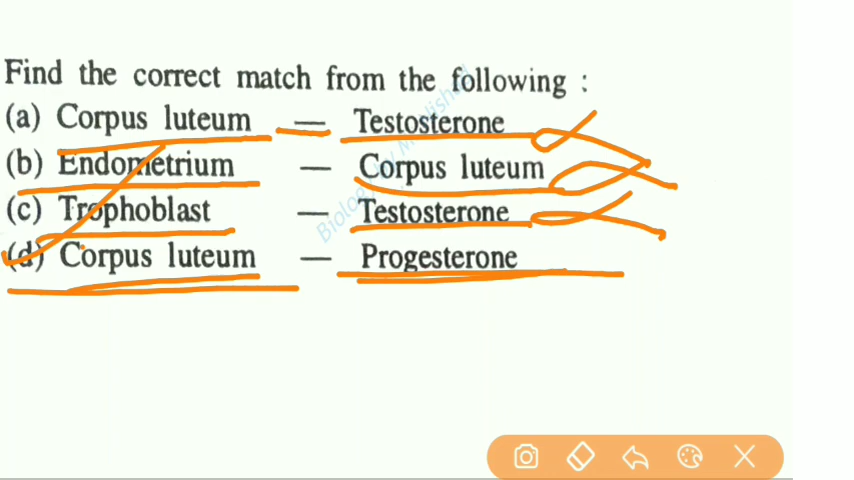 Find the correct match from the following :
(a) Corpus luteum — Testosterone
(b) Endometrium — Corpus luteum
(c) Trophoblast — Testosterone
(d) Corpus luteum — Progesterone